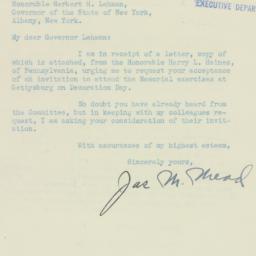 Honorable Herbert H. Lehman,
Governor of the State of New York,
Albany, New York.
EXECUTIVE DEPAR
My dear Governor Lehman:
I am in receipt of a letter, copy of
which is attached, from the Honorable Harry L. Haines,
of Pennsylvania, urging me to request your acceptance
of an invitation to attend the Memorial exercises at
Gettysburg on Decoration Day.
No doubt you have already heard from
the Committee, but in keeping with my colleagues re-
quest, I am asking your consideration of their invit-
ation.
With assurances of my highest esteem,
Sincerely yours,
Jas M. Mead